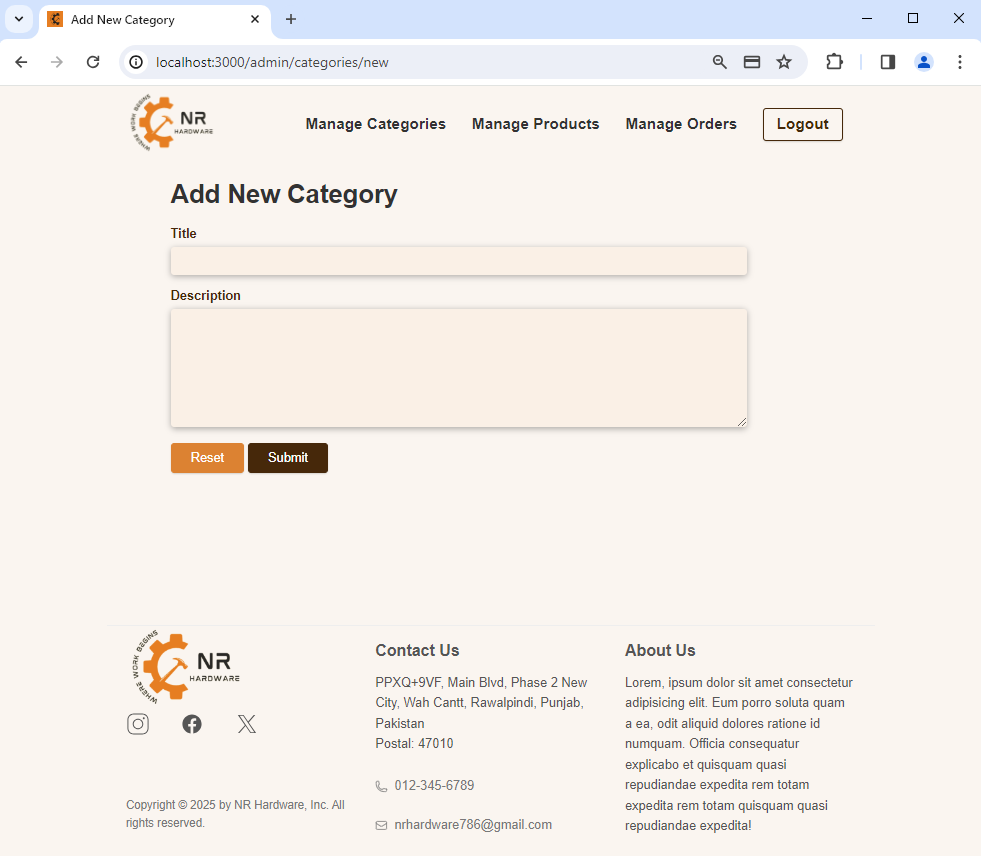 Add New Category
localhost:3000/admin/categories/new
WHERE WORK BEGINS
NR
HARDWARE
Manage Categories
Manage Products
Manage Orders
Logout
Add New Category
Title
Description
Reset
Submit
WHERE WORK BEGINS
NR
HARDWARE
Copyright © 2025 by NR Hardware, Inc. All
rights reserved.
Contact Us
PPXQ+9VF, Main Blvd, Phase 2 New
City, Wah Cantt, Rawalpindi, Punjab,
Pakistan
Postal: 47010
012-345-6789
nrhardware786@gmail.com
About Us
Lorem, ipsum dolor sit amet consectetur
adipisicing elit. Eum porro soluta quam
a ea, odit aliquid dolores ratione id
numquam. Officia consequatur
explicabo et quisquam quasi
repudiandae expedita rem totam
expedita rem totam quisquam quasi
repudiandae expedita!